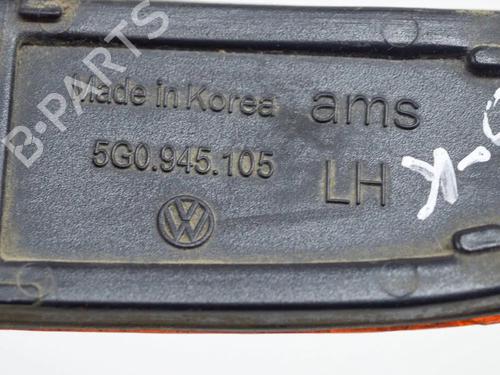 B-PARTS
Made in Korea
ams
5G0.945.105
LH